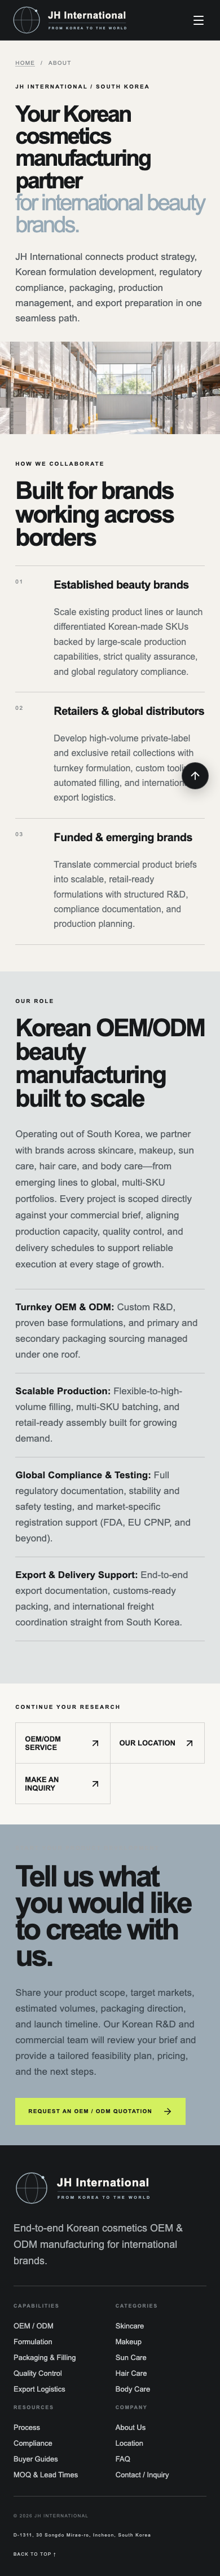 JH International
FROM KOREA TO THE WORLD
HOME / ABOUT
JH INTERNATIONAL / SOUTH KOREA
Your Korean
cosmetics
manufacturing
partner
for international beauty
brands.
JH International connects product strategy,
Korean formulation development, regulatory
compliance, packaging, production
management, and export preparation in one
seamless path.
HOW WE COLLABORATE
Built for brands
working across
borders
01
Established beauty brands
Scale existing product lines or launch
differentiated Korean-made SKUs
backed by large-scale production
capabilities, strict quality assurance,
and global regulatory compliance.
02
Retailers & global distributors
Develop high-volume private-label
and exclusive retail collections with
turnkey formulation, custom
automated filling, and
export logistics.
03
Funded & emerging brands
Translate commercial product briefs
into scalable, retail-ready
formulations with structured R&D,
compliance documentation, and
production planning.
OUR ROLE
Korean OEM/ODM
beauty
manufacturing
built to scale
Operating out of South Korea, we partner
with brands across skincare, makeup, sun
care, hair care, and body care—from
emerging lines to global, multi-SKU
portfolios. Every project is scoped directly
against your commercial brief, aligning
production capacity, quality control, and
delivery schedules to support reliable
execution at every stage of growth.
Turnkey OEM & ODM: Custom R&D,
proven base formulations, and primary and
secondary packaging sourcing managed
under one roof.
Scalable Production: Flexible-to-high-
volume filling, multi-SKU batching, and
retail-ready assembly built for growing
demand.
Global Compliance & Testing: Full
regulatory documentation, stability and
safety testing, and market-specific
registration support (FDA, EU CPNP, and
beyond).
Export & Delivery Support: End-to-end
export documentation, customs-ready
packing, and international freight
coordination straight from South Korea.
CONTINUE YOUR RESEARCH
OEM/ODM
SERVICE
OUR LOCATION
MAKE AN
INQUIRY
Tell us what
you would like
to create with
us.
Share your product scope, target markets,
estimated volumes, packaging direction,
and launch timeline. Our Korean R&D and
commercial team will review your brief and
provide a tailored feasibility plan, pricing,
and the next steps.
REQUEST AN OEM / ODM QUOTATION
JH International
FROM KOREA TO THE WORLD
End-to-end Korean cosmetics OEM &
ODM manufacturing for international
brands.
CAPABILITIES
OEM / ODM
Formulation
Packaging & Filling
Quality Control
Export Logistics
CATEGORIES
Skincare
Makeup
Sun Care
Hair Care
Body Care
RESOURCES
Process
Compliance
Buyer Guides
MOQ & Lead Times
COMPANY
About Us
Location
FAQ
Contact / Inquiry
© 2026 JH INTERNATIONAL
D-1311, 30 Songdo Mirae-ro, Incheon, South Korea
BACK TO TOP ↑